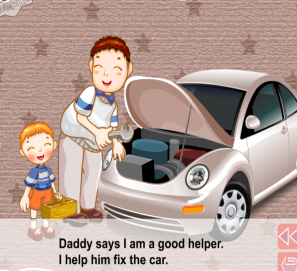 Daddy says I am a good helper.
I help him fix the car.